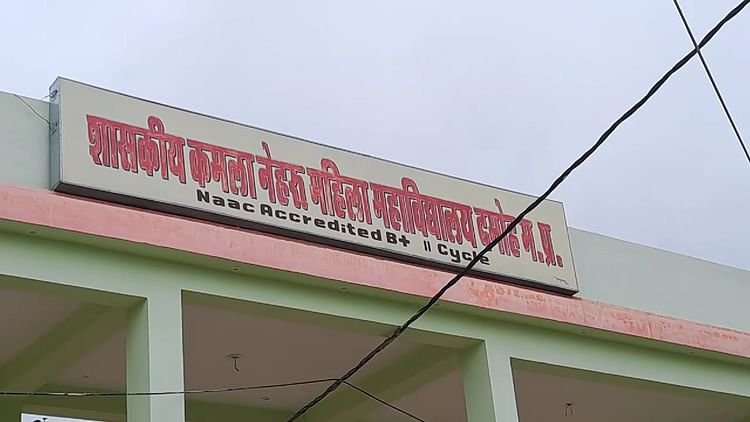 शासकीय कमला नेहरु महिला महाविद्यालय दमोह म.प्र.
Naac Accredited B+ II Cycle